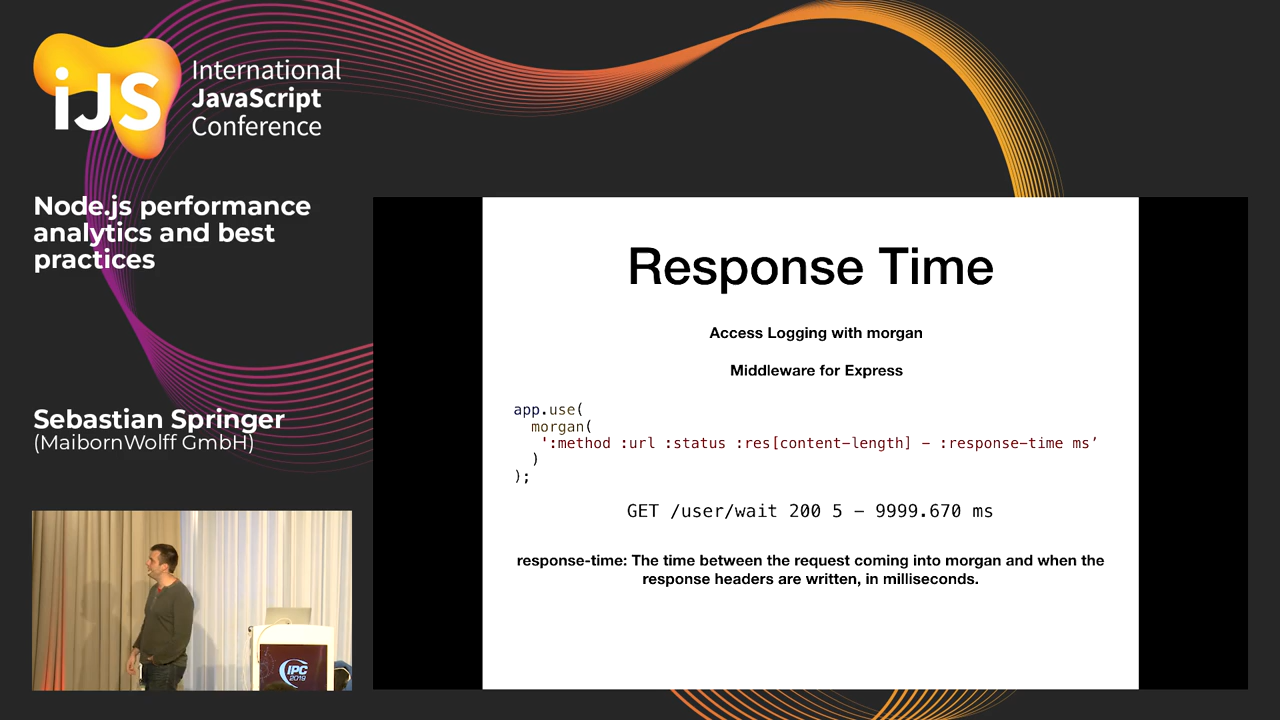 iJS
International
JavaScript
Conference
Node.js performance
analytics and best
practices
Sebastian Springer
(MaibornWolff GmbH)
IPC
2019
Response Time
Access Logging with morgan
Middleware for Express
app.use(
morgan(
':method :url :status :res[content-length] - :response-time ms’
)
);
GET /user/wait 200 5 – 9999.670 ms
response-time: The time between the request coming into morgan and when the
response headers are written, in milliseconds.